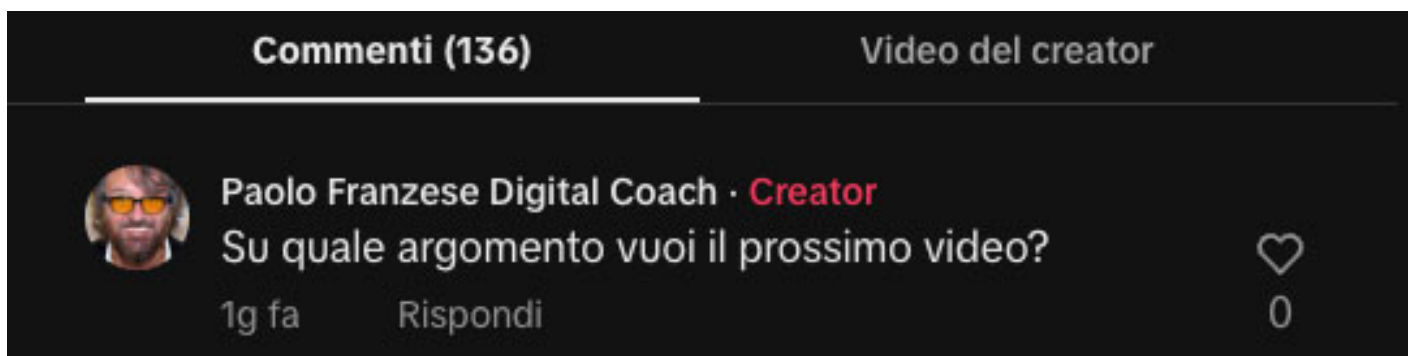 Commenti (136)
Video del creator
Paolo Franzese Digital Coach · Creator
Su quale argomento vuoi il prossimo video?
1g fa
Rispondi
0